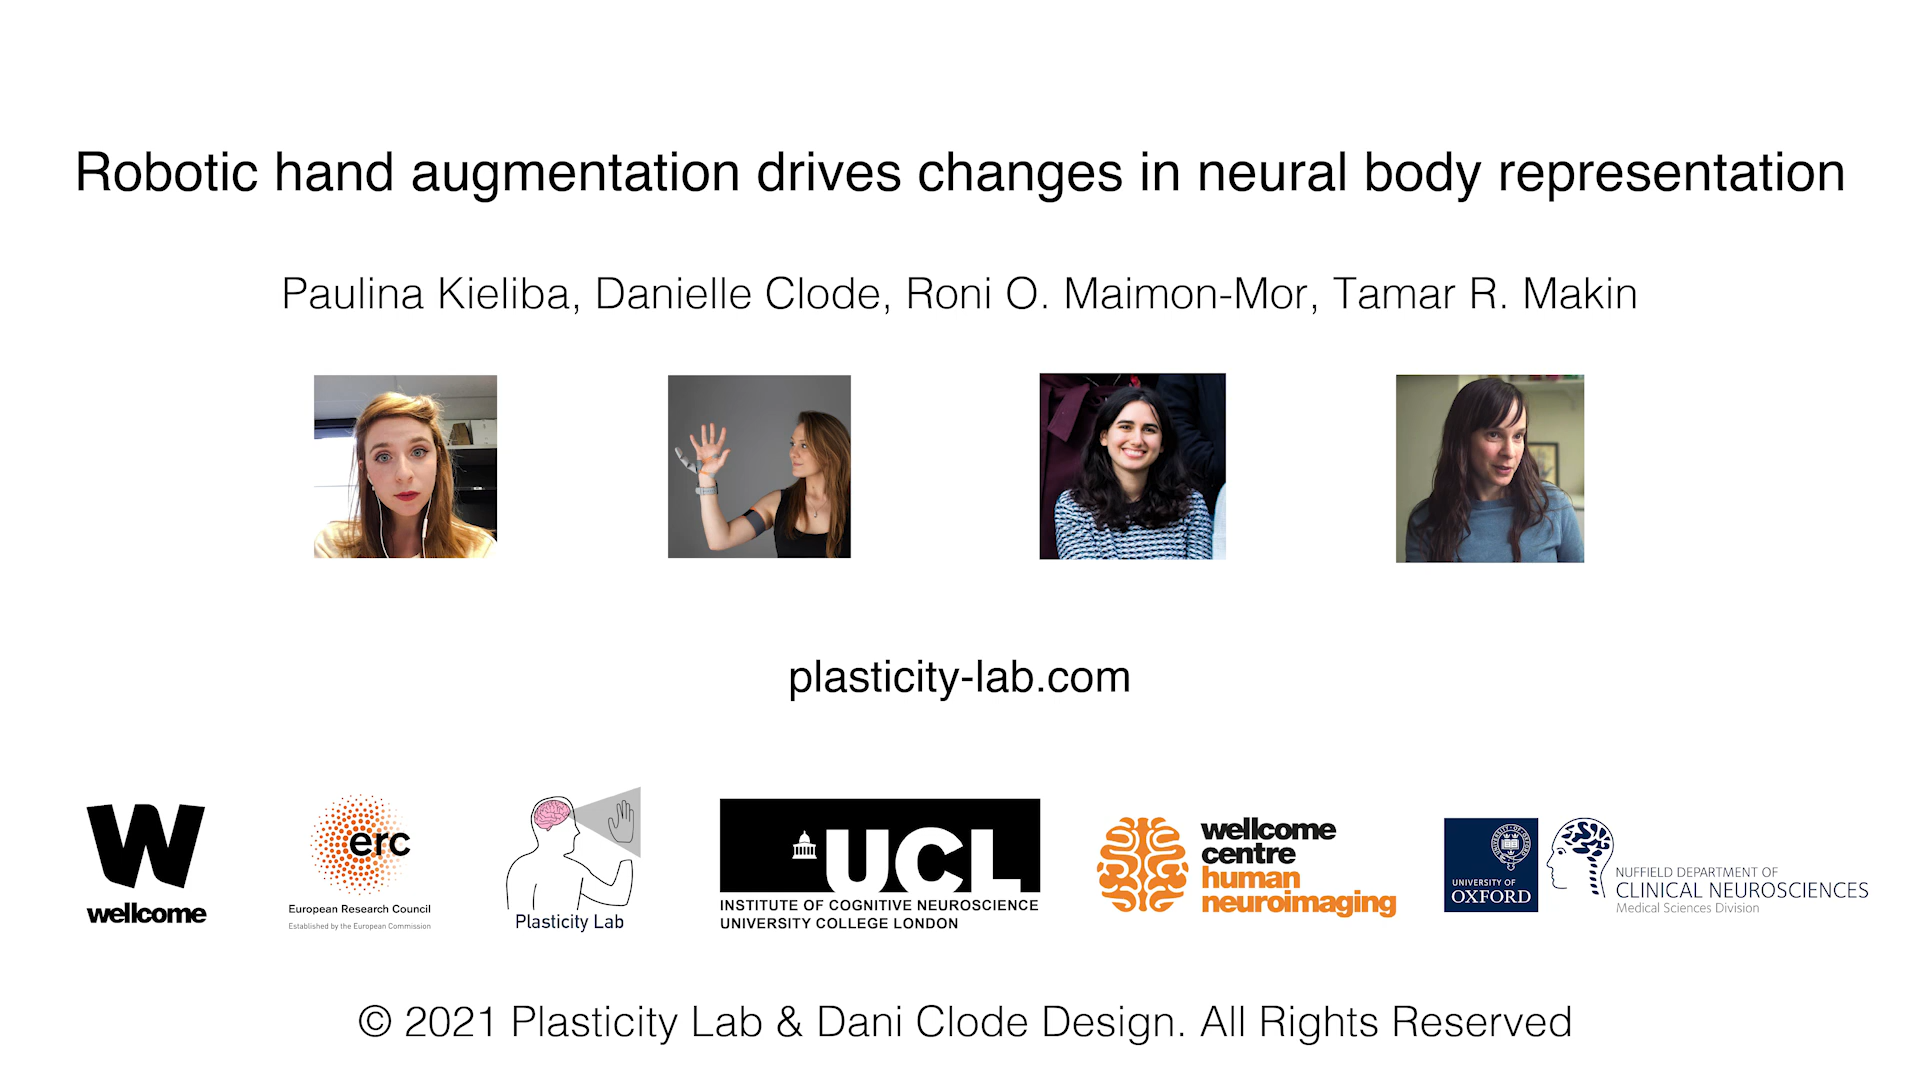 Robotic hand augmentation drives changes in neural body representation
Paulina Kieliba, Danielle Clode, Roni O. Maimon-Mor, Tamar R. Makin
plasticity-lab.com
W
wellcome
erc
European Research Council
Established by the European Commission
Plasticity Lab
UCL
INSTITUTE OF COGNITIVE NEUROSCIENCE
UNIVERSITY COLLEGE LONDON
wellcome
centre
human
neuroimaging
UNIVERSITY OF
OXFORD
NUFFIELD DEPARTMENT OF
CLINICAL NEUROSCIENCES
Medical Sciences Division
© 2021 Plasticity Lab & Dani Clode Design. All Rights Reserved